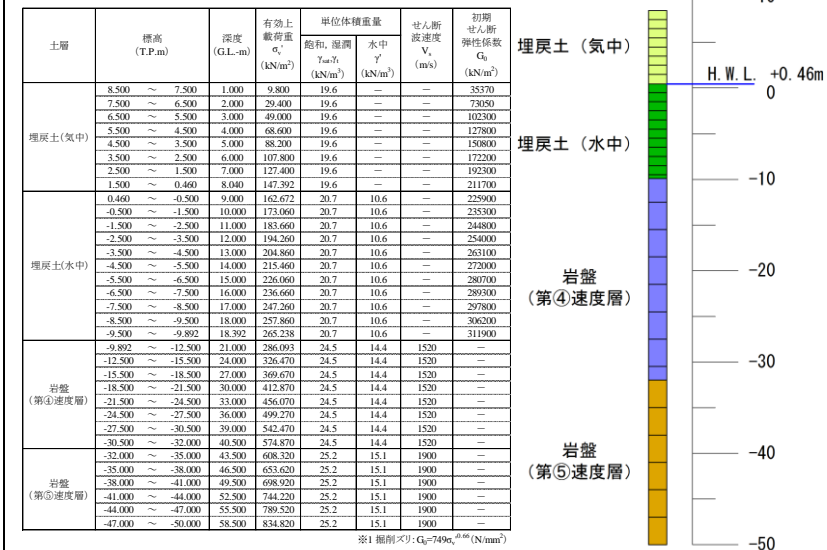 土層 標高 (T.P.m) 深度 (G.L.-m) 有効上載荷重 σv' (kN/m²) 単位体積重量 飽和, 湿潤 γsat,γt (kN/m³) 水中 γ' (kN/m³) せん断波速度 Vs (m/s) 初期せん断弾性係数 G0 (kN/m²)
埋戻土(気中)
8.500 ～ 7.500 1.000 9.800 19.6 － － 35370
7.500 ～ 6.500 2.000 29.400 19.6 － － 73050
6.500 ～ 5.500 3.000 49.000 19.6 － － 102300
5.500 ～ 4.500 4.000 68.600 19.6 － － 127800
4.500 ～ 3.500 5.000 88.200 19.6 － － 150800
3.500 ～ 2.500 6.000 107.800 19.6 － － 172200
2.500 ～ 1.500 7.000 127.400 19.6 － － 192300
1.500 ～ 0.460 8.040 147.392 19.6 － － 211700
埋戻土(水中)
0.460 ～ -0.500 9.000 162.672 20.7 10.6 － 225900
-0.500 ～ -1.500 10.000 173.060 20.7 10.6 － 235300
-1.500 ～ -2.500 11.000 183.660 20.7 10.6 － 244800
-2.500 ～ -3.500 12.000 194.260 20.7 10.6 － 254000
-3.500 ～ -4.500 13.000 204.860 20.7 10.6 － 263100
-4.500 ～ -5.500 14.000 215.460 20.7 10.6 － 272000
-5.500 ～ -6.500 15.000 226.060 20.7 10.6 － 280700
-6.500 ～ -7.500 16.000 236.660 20.7 10.6 － 289300
-7.500 ～ -8.500 17.000 247.260 20.7 10.6 － 297800
-8.500 ～ -9.500 18.000 257.860 20.7 10.6 － 306200
-9.500 ～ -9.892 18.392 265.238 20.7 10.6 － 311900
岩盤
(第④速度層)
-9.892 ～ -12.500 21.000 286.093 24.5 14.4 1520 －
-12.500 ～ -15.500 24.000 326.470 24.5 14.4 1520 －
-15.500 ～ -18.500 27.000 369.670 24.5 14.4 1520 －
-18.500 ～ -21.500 30.000 412.870 24.5 14.4 1520 －
-21.500 ～ -24.500 33.000 456.070 24.5 14.4 1520 －
-24.500 ～ -27.500 36.000 499.270 24.5 14.4 1520 －
-27.500 ～ -30.500 39.000 542.470 24.5 14.4 1520 －
-30.500 ～ -32.000 40.500 574.870 24.5 14.4 1520 －
岩盤
(第⑤速度層)
-32.000 ～ -35.000 43.500 608.320 25.2 15.1 1900 －
-35.000 ～ -38.000 46.500 653.620 25.2 15.1 1900 －
-38.000 ～ -41.000 49.500 698.920 25.2 15.1 1900 －
-41.000 ～ -44.000 52.500 744.220 25.2 15.1 1900 －
-44.000 ～ -47.000 55.500 789.520 25.2 15.1 1900 －
-47.000 ～ -50.000 58.500 834.820 25.2 15.1 1900 －
※1 掘削ズリ: G0=749σv'^0.66(N/mm²)
埋戻土（気中）
H.W.L. +0.46m
0
埋戻土（水中）
-10
-20
岩盤
（第④速度層）
-30
-40
岩盤
（第⑤速度層）
-50